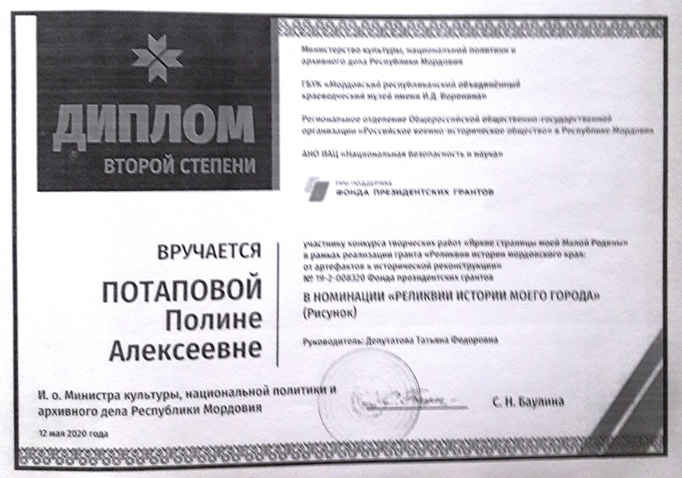 ДИПЛОМ
ВТОРОЙ СТЕПЕНИ
Министерство культуры, национальной политики и
архивного дела Республики Мордовия
ГБУК «Мордовский республиканский объединённый
краеведческий музей имени И.Д. Воронина»
Региональное отделение Общероссийской общественно-государственной
организации «Российское военно-историческое общество» в Республике Мордовия
АНО ИАЦ «Национальная безопасность и наука»
ПРИ ПОДДЕРЖКЕ
ФОНДА ПРЕЗИДЕНТСКИХ ГРАНТОВ
ВРУЧАЕТСЯ
ПОТАПОВОЙ
Полине
Алексеевне
участнику конкурса творческих работ «Яркие страницы моей Малой Родины»
в рамках реализации гранта «Реликвии истории мордовского края:
от артефактов к исторической реконструкции»
№ 19-2-008320 Фонда президентских грантов
В НОМИНАЦИИ «РЕЛИКВИИ ИСТОРИИ МОЕГО ГОРОДА»
(Рисунок)
Руководитель: Депутатова Татьяна Федоровна
И. о. Министра культуры, национальной политики и
архивного дела Республики Мордовия
С. Н. Баулина
12 мая 2020 года